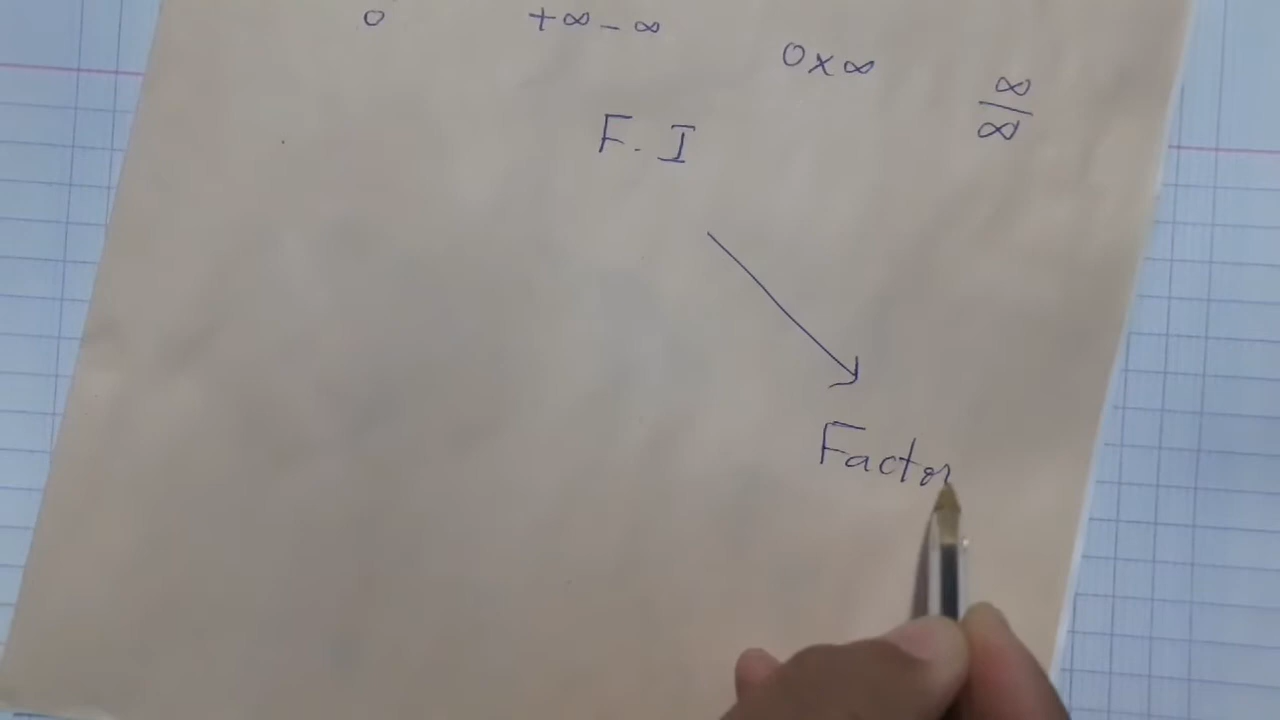 0
+∞ - ∞
0 x ∞
∞/∞
F. I
Factor